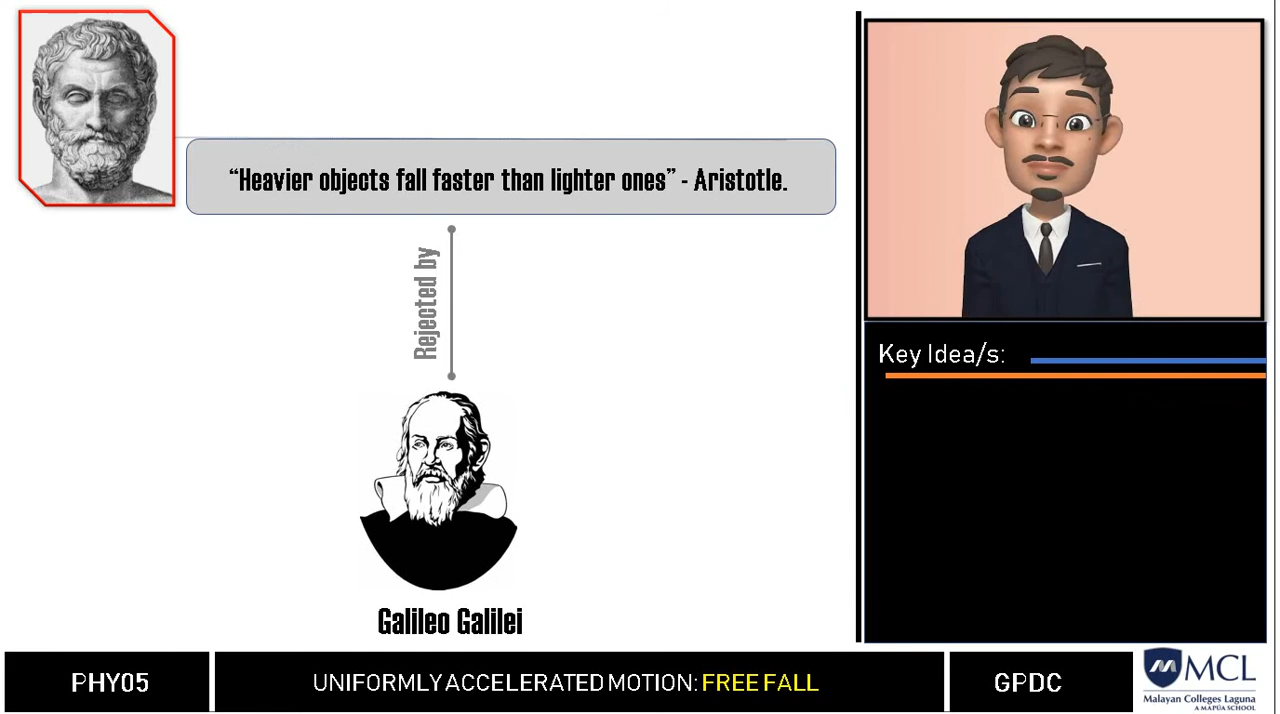 “Heavier objects fall faster than lighter ones” - Aristotle.
Rejected by
Galileo Galilei
Key Idea/s:
PHY05
UNIFORMLY ACCELERATED MOTION: FREE FALL
GPDC
MCL
Malayan Colleges Laguna
A MAPÚA SCHOOL